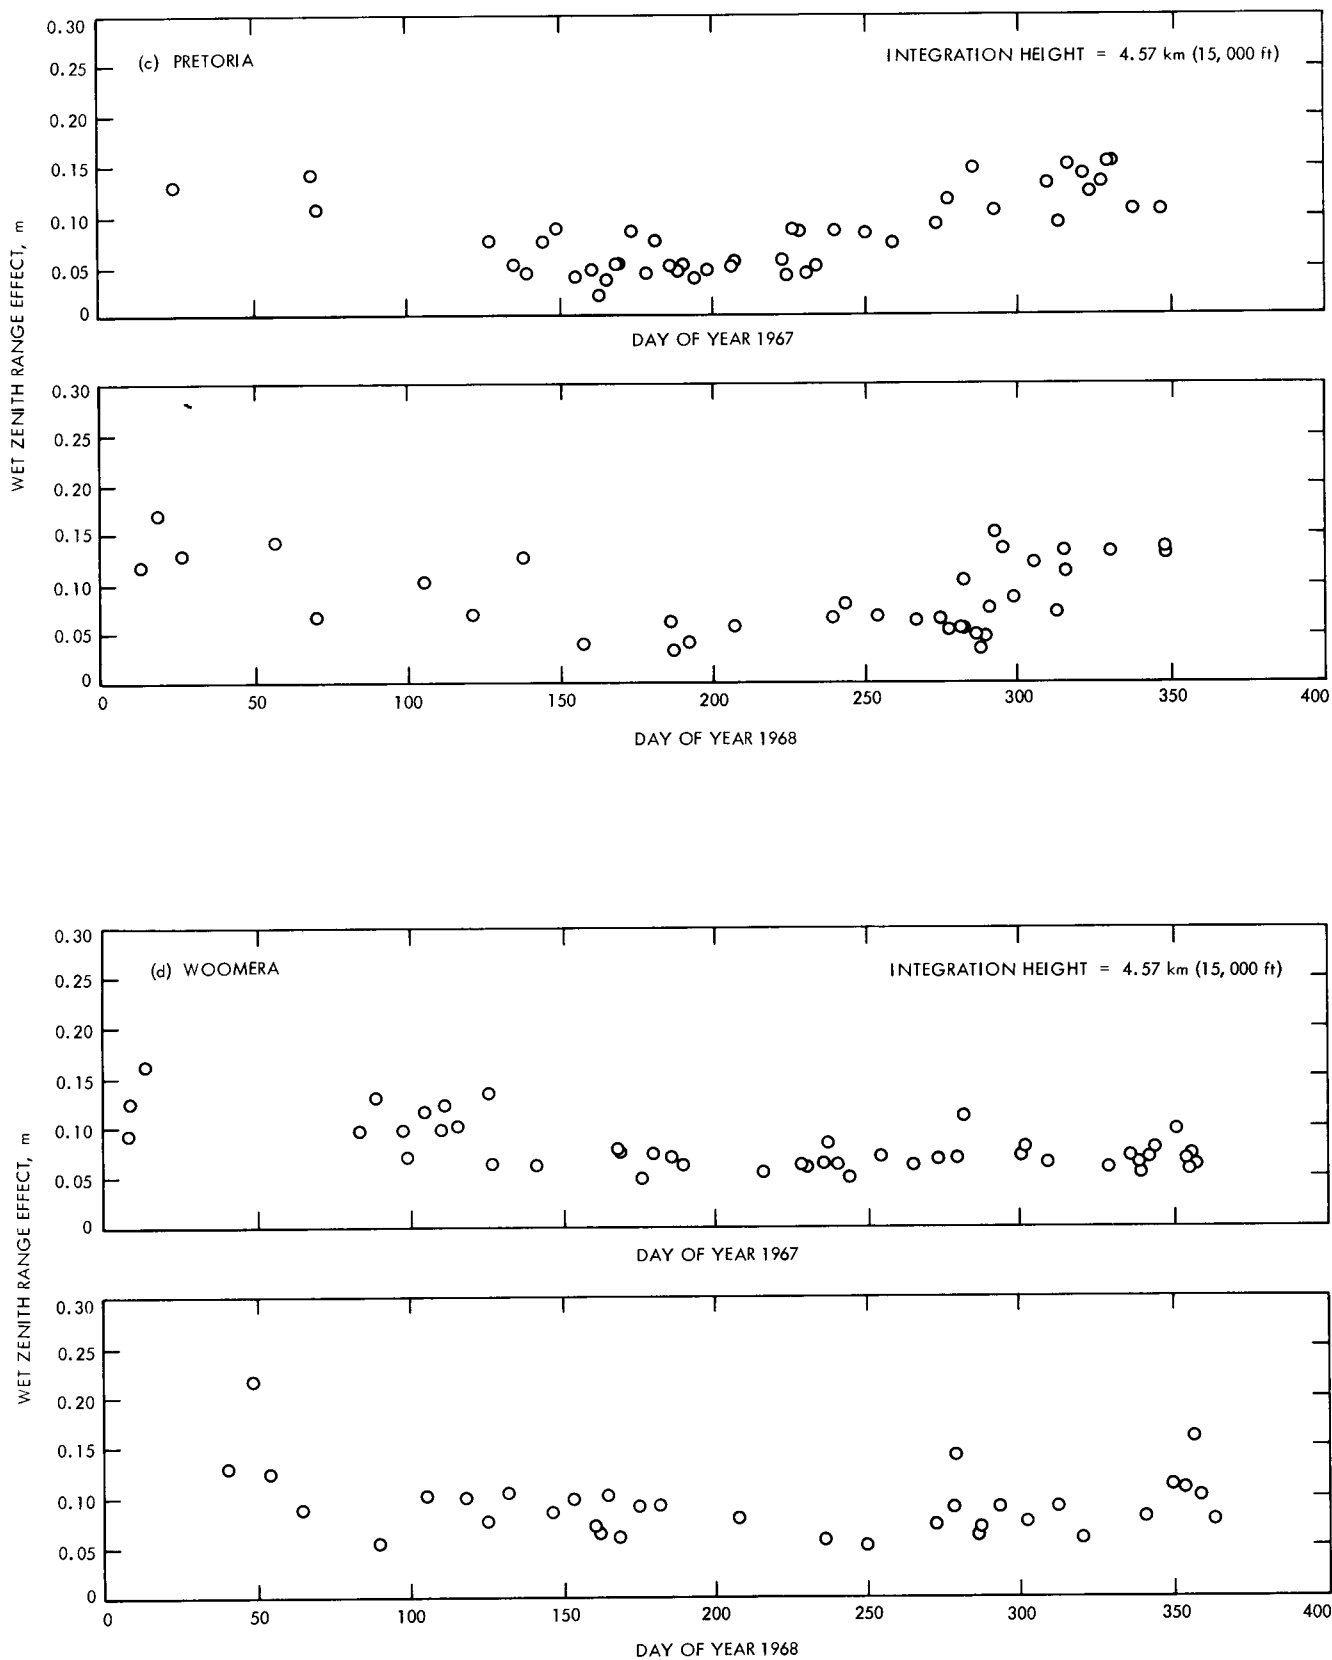 0.30
(c) PRETORIA
INTEGRATION HEIGHT = 4.57 km (15,000 ft)
0.25
0.20
0.15
0.10
0.05
0
DAY OF YEAR 1967
WET ZENITH RANGE EFFECT, m
0.30
0.25
0.20
0.15
0.10
0.05
0
0 50 100 150 200 250 300 350 400
DAY OF YEAR 1968
0.30
(d) WOOMERA
INTEGRATION HEIGHT = 4.57 km (15,000 ft)
0.25
0.20
0.15
0.10
0.05
0
DAY OF YEAR 1967
WET ZENITH RANGE EFFECT, m
0.30
0.25
0.20
0.15
0.10
0.05
0
0 50 100 150 200 250 300 350 400
DAY OF YEAR 1968